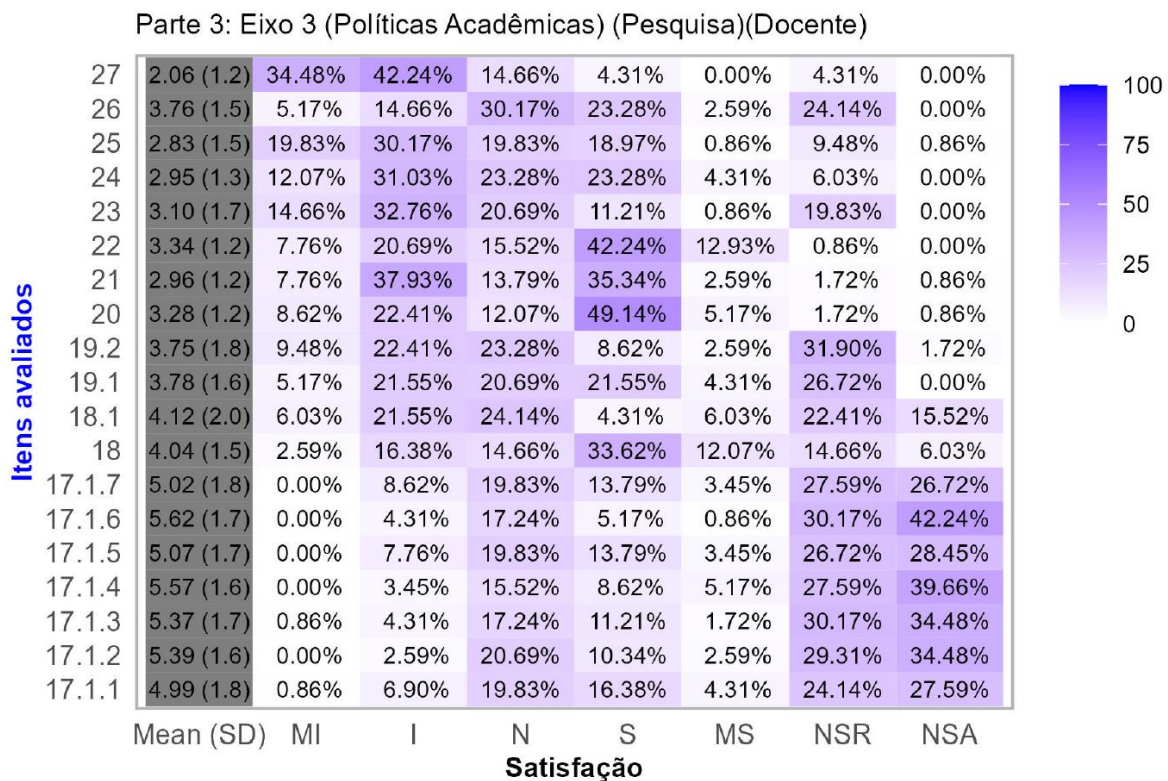 Parte 3: Eixo 3 (Políticas Acadêmicas) (Pesquisa)(Docente)
27 2.06 (1.2) 34.48% 42.24% 14.66% 4.31% 0.00% 4.31% 0.00%
26 3.76 (1.5) 5.17% 14.66% 30.17% 23.28% 2.59% 24.14% 0.00%
25 2.83 (1.5) 19.83% 30.17% 19.83% 18.97% 0.86% 9.48% 0.86%
24 2.95 (1.3) 12.07% 31.03% 23.28% 23.28% 4.31% 6.03% 0.00%
23 3.10 (1.7) 14.66% 32.76% 20.69% 11.21% 0.86% 19.83% 0.00%
22 3.34 (1.2) 7.76% 20.69% 15.52% 42.24% 12.93% 0.86% 0.00%
21 2.96 (1.2) 7.76% 37.93% 13.79% 35.34% 2.59% 1.72% 0.86%
20 3.28 (1.2) 8.62% 22.41% 12.07% 49.14% 5.17% 1.72% 0.86%
19.2 3.75 (1.8) 9.48% 22.41% 23.28% 8.62% 2.59% 31.90% 1.72%
19.1 3.78 (1.6) 5.17% 21.55% 20.69% 21.55% 4.31% 26.72% 0.00%
18.1 4.12 (2.0) 6.03% 21.55% 24.14% 4.31% 6.03% 22.41% 15.52%
18 4.04 (1.5) 2.59% 16.38% 14.66% 33.62% 12.07% 14.66% 6.03%
17.1.7 5.02 (1.8) 0.00% 8.62% 19.83% 13.79% 3.45% 27.59% 26.72%
17.1.6 5.62 (1.7) 0.00% 4.31% 17.24% 5.17% 0.86% 30.17% 42.24%
17.1.5 5.07 (1.7) 0.00% 7.76% 19.83% 13.79% 3.45% 26.72% 28.45%
17.1.4 5.57 (1.6) 0.00% 3.45% 15.52% 8.62% 5.17% 27.59% 39.66%
17.1.3 5.37 (1.7) 0.86% 4.31% 17.24% 11.21% 1.72% 30.17% 34.48%
17.1.2 5.39 (1.6) 0.00% 2.59% 20.69% 10.34% 2.59% 29.31% 34.48%
17.1.1 4.99 (1.8) 0.86% 6.90% 19.83% 16.38% 4.31% 24.14% 27.59%
Mean (SD) MI I N S MS NSR NSA
Satisfação
Itens avaliados
100
75
50
25
0